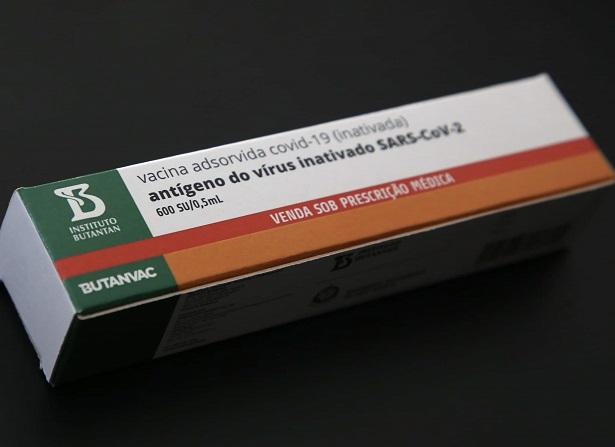 vacina adsorvida covid-19 (inativada)
antígeno do vírus inativado SARS-CoV-2
600 SU/0,5mL
INSTITUTO
BUTANTAN
VENDA SOB PRESCRIÇÃO MÉDICA
BUTANVAC